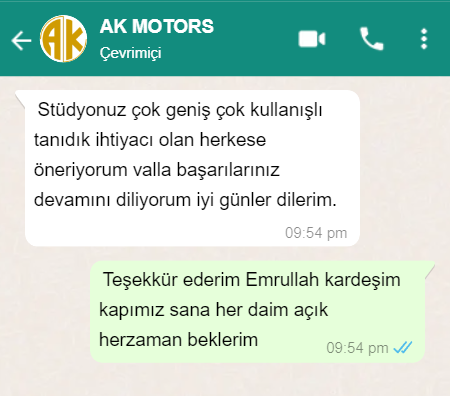 AK
AK MOTORS
Çevrimiçi
Stüdyonuz çok geniş çok kullanışlı
tanıdık ihtiyacı olan herkese
öneriyorum valla başarılarınız
devamını diliyorum iyi günler dilerim.
09:54 pm
Teşekkür ederim Emrullah kardeşim
kapımız sana her daim açık
herzaman beklerim
09:54 pm